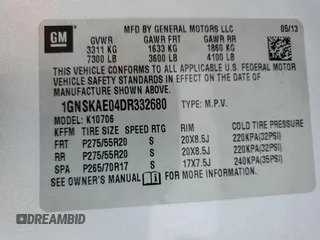 GM
MFD BY GENERAL MOTORS LLC 05/13
GVWR GAWR FRT GAWR RR
3311 KG 1633 KG 1860 KG
7300 LB 3600 LB 4100 LB
THIS VEHICLE CONFORMS TO ALL APPLICABLE U.S. FEDERAL MOTOR
VEHICLE SAFETY STANDARDS IN EFFECT ON THE DATE OF
MANUFACTURE SHOWN ABOVE.
1GNSKAE04DR332680 TYPE: M.P.V.
MODEL: K10706
KFFM TIRE SIZE SPEED RTG RIM COLD TIRE PRESSURE
FRT P275/55R20 S 20X8.5J 220KPA(32PSI)
RR P275/55R20 S 20X8.5J 220KPA(32PSI)
SPA P265/70R17 S 17X7.5J 240KPA(35PSI)
SEE OWNER'S MANUAL FOR MORE INFORMATION.
DREAMBID